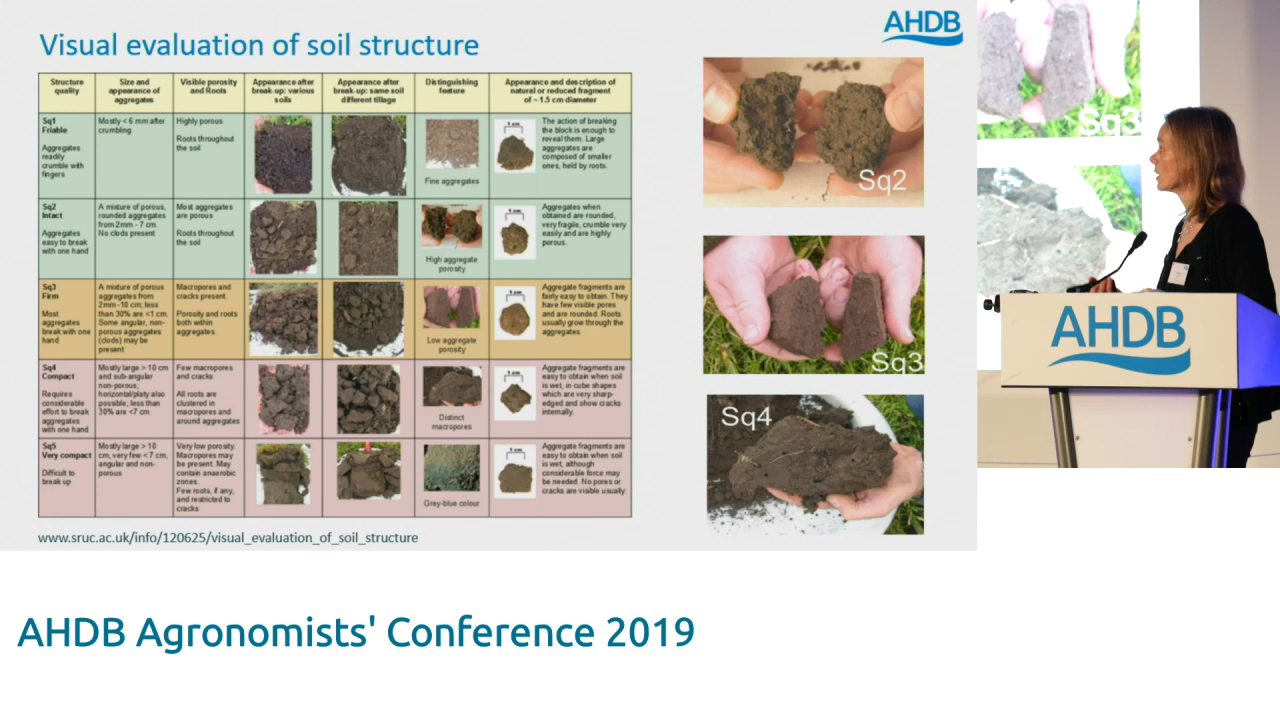 AHDB
Visual evaluation of soil structure
Structure
quality
Size and
appearance of
aggregates
Visible porosity
and Roots
Appearance after
break-up: various
soils
Appearance after
break-up: same soil
different tillage
Distinguishing
feature
Appearance and description of
natural or reduced fragment
of ~ 1.5 cm diameter
Sq1
Friable
Aggregates
readily
crumble with
fingers
Mostly < 6 mm after
crumbling
Highly porous
Roots throughout
the soil
Fine aggregates
1 cm
The action of breaking
the block is enough to
reveal them. Large
aggregates are
composed of smaller
ones, held by roots.
Sq2
Intact
Aggregates
easy to break
with one hand
A mixture of porous,
rounded aggregates
from 2mm - 7 cm.
No clods present
Most aggregates
are porous
Roots throughout
the soil
High aggregate
porosity
1 cm
Aggregates when
obtained are rounded,
very fragile, crumble very
easily and are highly
porous.
Sq3
Firm
Most
aggregates
break with one
hand
A mixture of porous
aggregates from
2mm -10 cm; less
than 30% are <1 cm.
Some angular, non-
porous aggregates
(clods) may be
present
Macropores and
cracks present.
Porosity and roots
both within
aggregates.
Low aggregate
porosity
1 cm
Aggregate fragments are
fairly easy to obtain. They
have few visible pores
and are rounded. Roots
usually grow through the
aggregates.
Sq4
Compact
Requires
considerable
effort to break
aggregates
with one hand
Mostly large > 10 cm
and sub-angular
non-porous;
horizontal/platy also
possible; less than
30% are <7 cm
Few macropores
and cracks
All roots are
clustered in
macropores and
around aggregates
Distinct
macropores
1 cm
Aggregate fragments are
easy to obtain when soil
is wet, in cube shapes
which are very sharp-
edged and show cracks
internally.
Sq5
Very compact
Difficult to
break up
Mostly large > 10
cm, very few < 7 cm,
angular and non-
porous
Very low porosity.
Macropores may
be present. May
contain anaerobic
zones.
Few roots, if any,
and restricted to
cracks
Grey-blue colour
1 cm
Aggregate fragments are
easy to obtain when soil
is wet, although
considerable force may
be needed. No pores or
cracks are visible usually.
www.sruc.ac.uk/info/120625/visual_evaluation_of_soil_structure
Sq2
Sq3
Sq4
Sq3
AHDB
AHDB Agronomists' Conference 2019